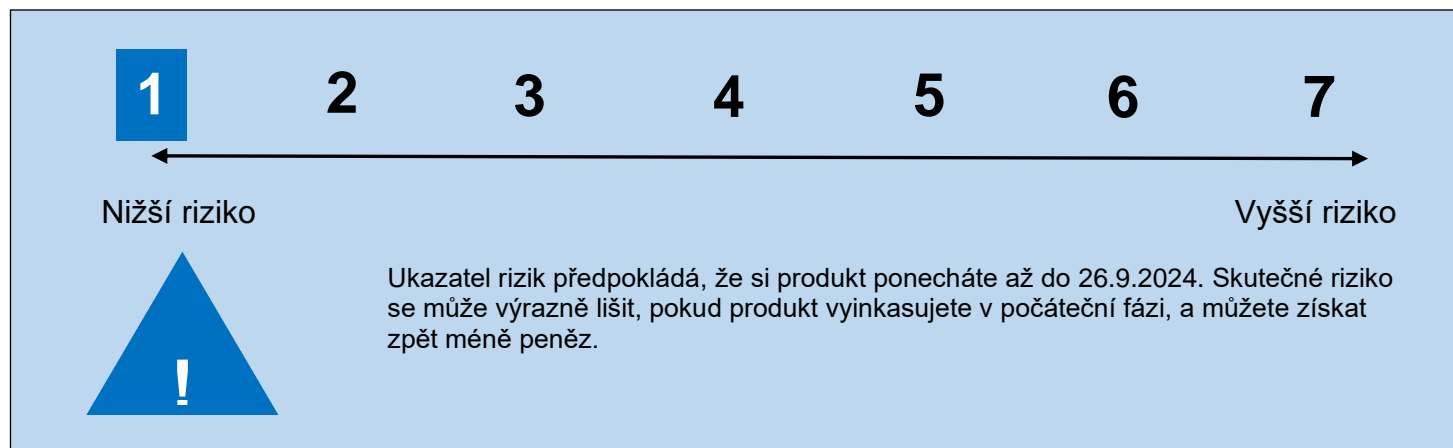 1 2 3 4 5 6 7
Nižší riziko Vyšší riziko
Ukazatel rizik předpokládá, že si produkt ponecháte až do 26.9.2024. Skutečné riziko
se může výrazně lišit, pokud produkt vyinkasujete v počáteční fázi, a můžete získat
zpět méně peněz.
!